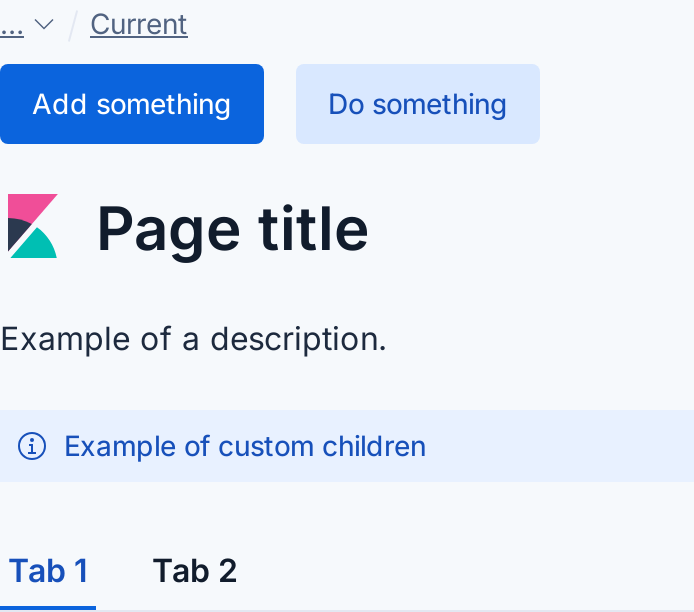 ... / Current
Add something Do something
Page title
Example of a description.
Example of custom children
Tab 1 Tab 2